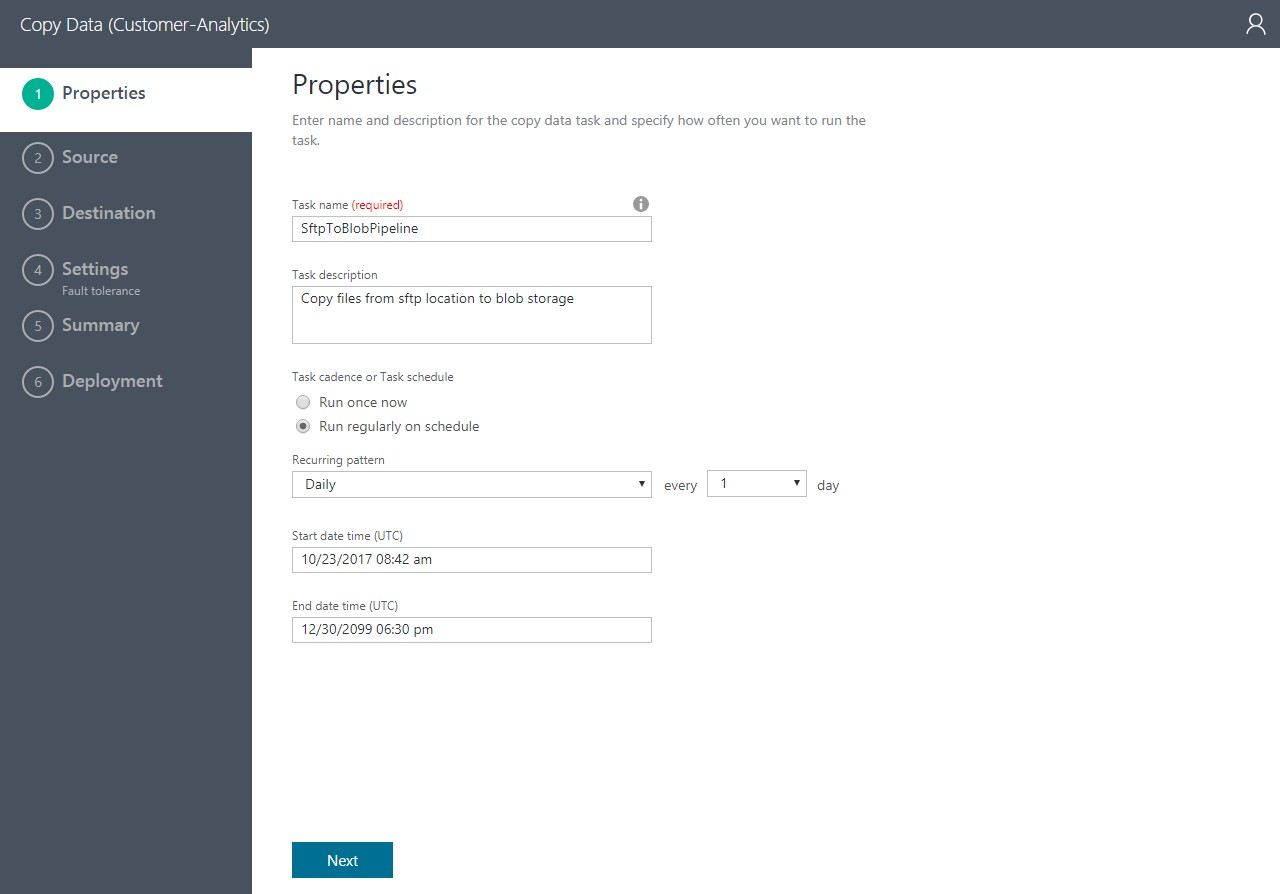 Copy Data (Customer-Analytics)
1 Properties
2 Source
3 Destination
4 Settings
Fault tolerance
5 Summary
6 Deployment
Properties
Enter name and description for the copy data task and specify how often you want to run the
task.
Task name (required)
SftpToBlobPipeline
Task description
Copy files from sftp location to blob storage
Task cadence or Task schedule
Run once now
Run regularly on schedule
Recurring pattern
Daily every 1 day
Start date time (UTC)
10/23/2017 08:42 am
End date time (UTC)
12/30/2099 06:30 pm
Next